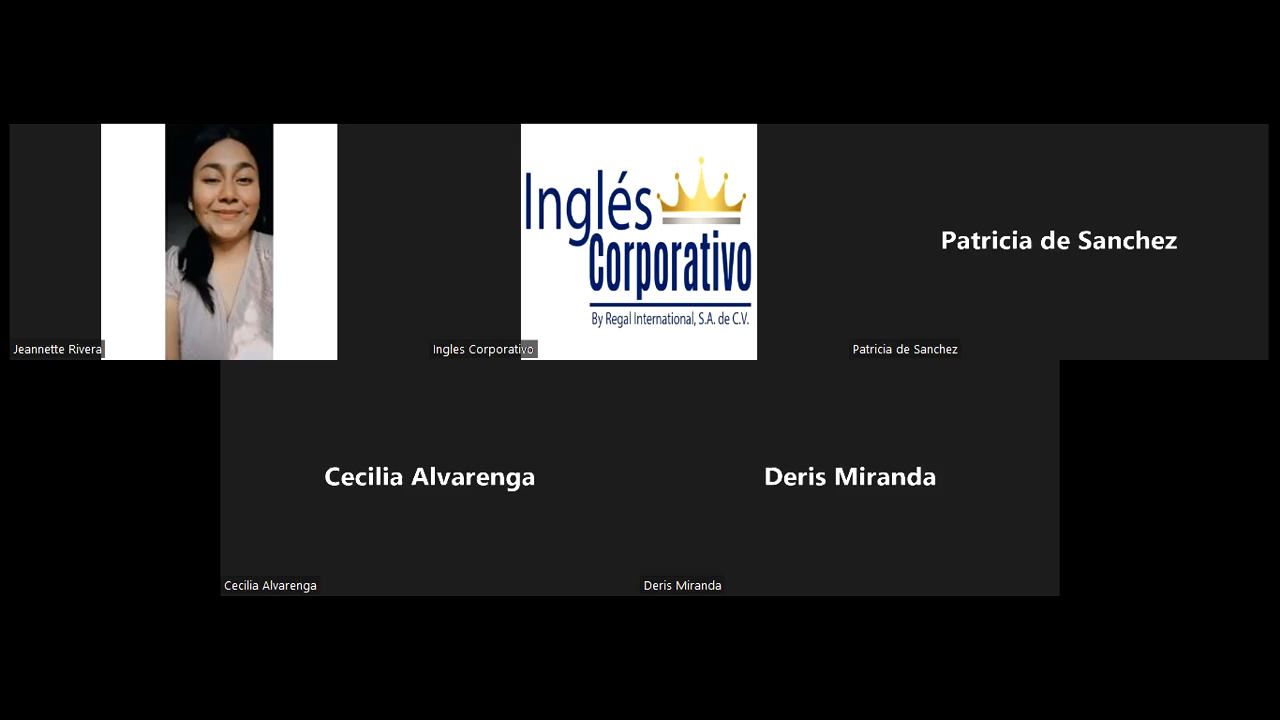 Inglés
Corporativo
By Regal International, S.A. de C.V.
Patricia de Sanchez
Jeannette Rivera
Ingles Corporativo
Patricia de Sanchez
Cecilia Alvarenga
Deris Miranda
Cecilia Alvarenga
Deris Miranda